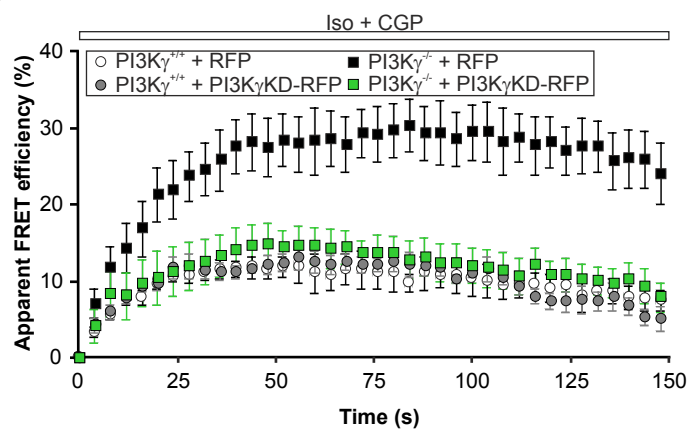 Iso + CGP
PI3Kγ+/+ + RFP
PI3Kγ-/- + RFP
PI3Kγ+/+ + PI3KγKD-RFP
PI3Kγ-/- + PI3KγKD-RFP
Apparent FRET efficiency (%)
40
30
20
10
0
0 25 50 75 100 125 150
Time (s)